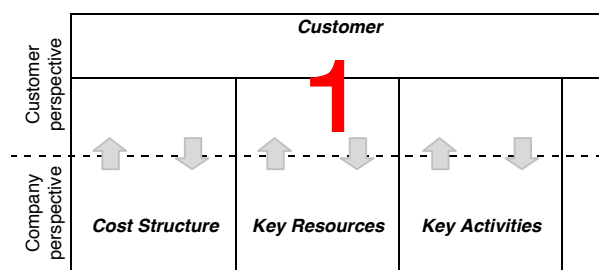 Customer
1
Customer
perspective
Company
perspective
Cost Structure
Key Resources
Key Activities